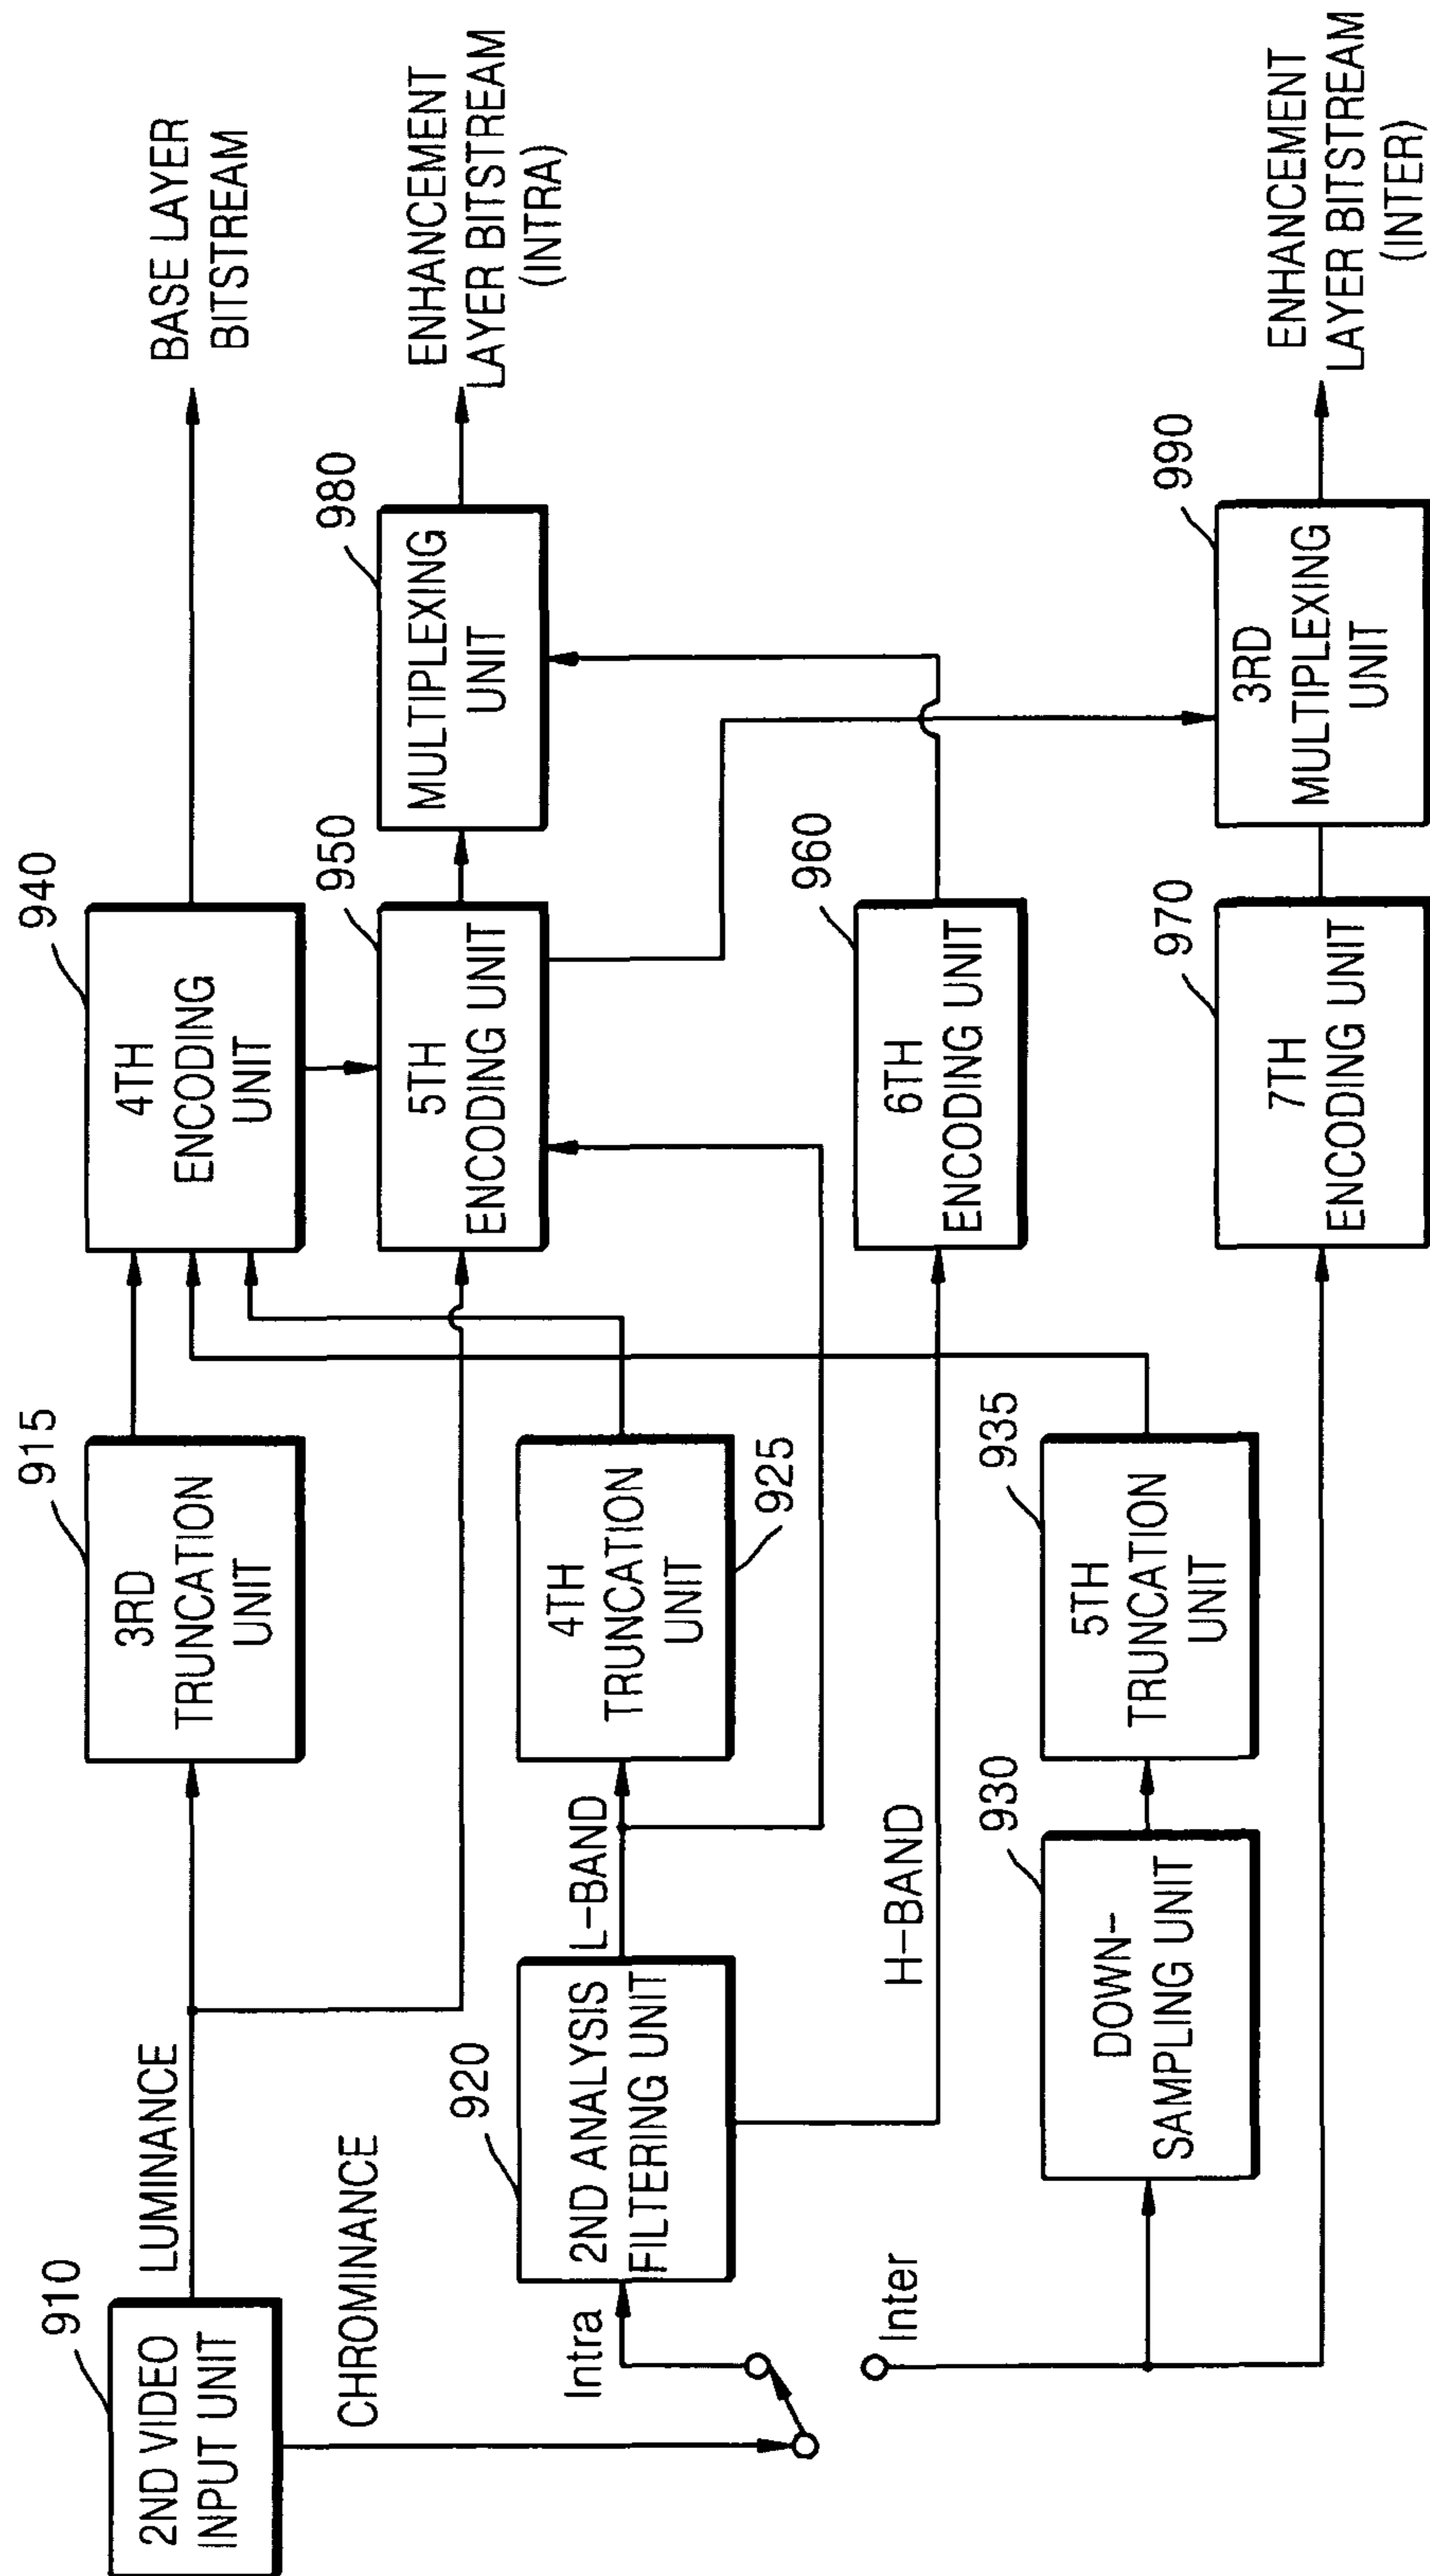 910
2ND VIDEO
INPUT UNIT
LUMINANCE
CHROMINANCE
915
3RD
TRUNCATION
UNIT
940
4TH
ENCODING
UNIT
BASE LAYER
BITSTREAM
950
5TH
ENCODING UNIT
980
MULTIPLEXING
UNIT
ENHANCEMENT
LAYER BITSTREAM
(INTRA)
Intra
920
2ND ANALYSIS
FILTERING UNIT
L-BAND
4TH
TRUNCATION
UNIT
925
H-BAND
960
6TH
ENCODING UNIT
Inter
930
DOWN-
SAMPLING UNIT
935
5TH
TRUNCATION
UNIT
970
7TH
ENCODING UNIT
990
3RD
MULTIPLEXING
UNIT
ENHANCEMENT
LAYER BITSTREAM
(INTER)